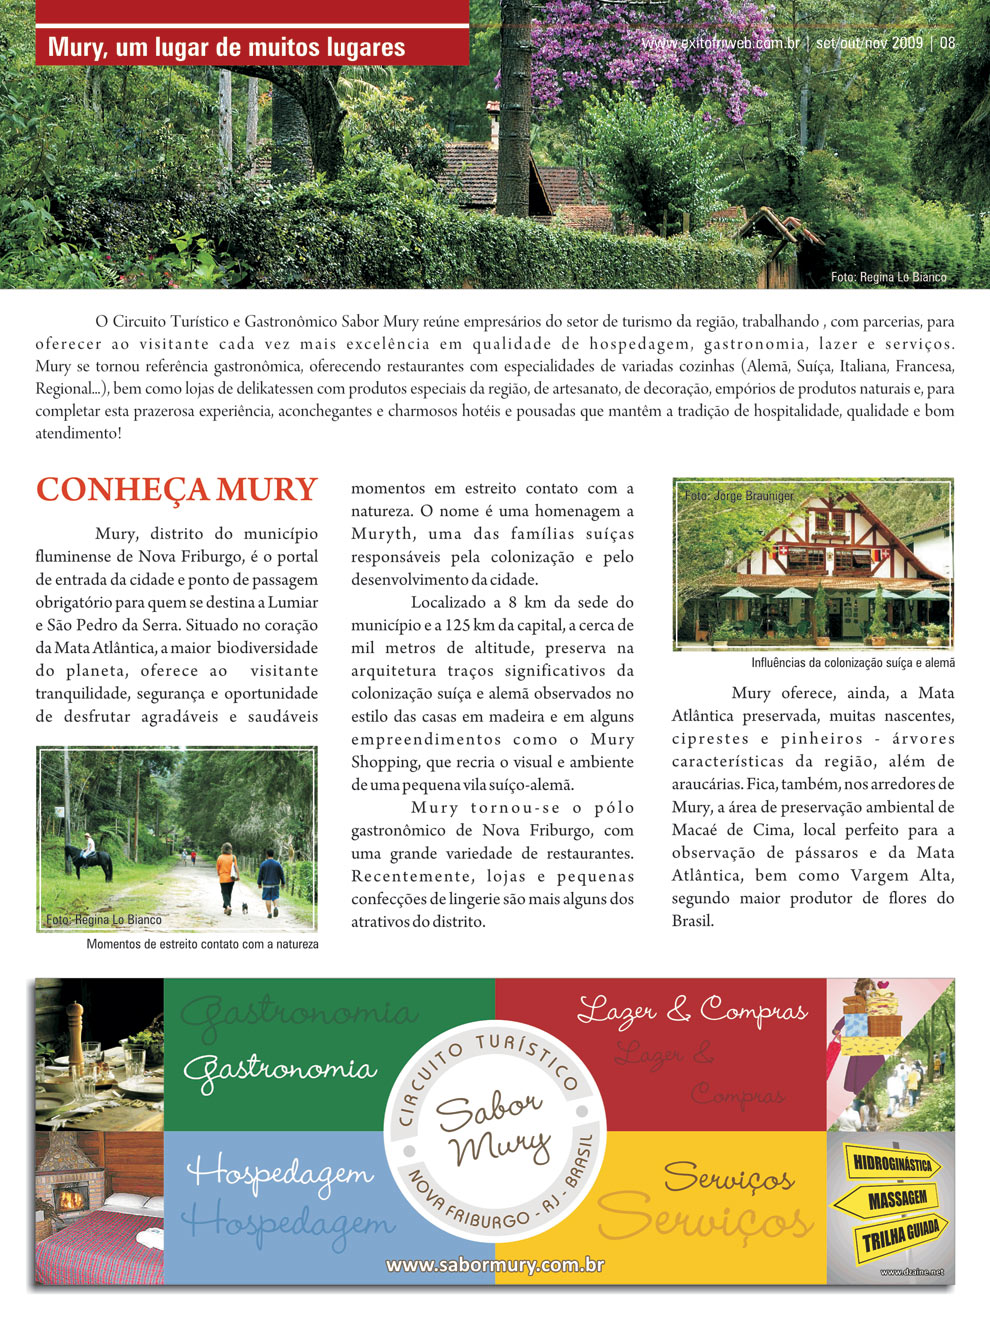 Mury, um lugar de muitos lugares
www.exitofriweb.com.br | set/out/nov 2009 | 08
Foto: Regina Lo Bianco
O Circuito Turístico e Gastronômico Sabor Mury reúne empresários do setor de turismo da região, trabalhando , com parcerias, para
oferecer ao visitante cada vez mais excelência em qualidade de hospedagem, gastronomia, lazer e serviços.
Mury se tornou referência gastronômica, oferecendo restaurantes com especialidades de variadas cozinhas (Alemã, Suíça, Italiana, Francesa,
Regional...), bem como lojas de delikatessen com produtos especiais da região, de artesanato, de decoração, empórios de produtos naturais e, para
completar esta prazerosa experiência, aconchegantes e charmosos hotéis e pousadas que mantêm a tradição de hospitalidade, qualidade e bom
atendimento!
CONHEÇA MURY
Mury, distrito do município
fluminense de Nova Friburgo, é o portal
de entrada da cidade e ponto de passagem
obrigatório para quem se destina a Lumiar
e São Pedro da Serra. Situado no coração
da Mata Atlântica, a maior biodiversidade
do planeta, oferece ao visitante
tranquilidade, segurança e oportunidade
de desfrutar agradáveis e saudáveis
Foto: Regina Lo Bianco
Momentos de estreito contato com a natureza
momentos em estreito contato com a
natureza. O nome é uma homenagem a
Muryth, uma das famílias suíças
responsáveis pela colonização e pelo
desenvolvimento da cidade.
Localizado a 8 km da sede do
município e a 125 km da capital, a cerca de
mil metros de altitude, preserva na
arquitetura traços significativos da
colonização suíça e alemã observados no
estilo das casas em madeira e em alguns
empreendimentos como o Mury
Shopping, que recria o visual e ambiente
de uma pequena vila suíço-alemã.
Mury tornou-se o pólo
gastronômico de Nova Friburgo, com
uma grande variedade de restaurantes.
Recentemente, lojas e pequenas
confecções de lingerie são mais alguns dos
atrativos do distrito.
Foto: Jorge Brauniger
Influências da colonização suíça e alemã
Mury oferece, ainda, a Mata
Atlântica preservada, muitas nascentes,
ciprestes e pinheiros - árvores
características da região, além de
araucárias. Fica, também, nos arredores de
Mury, a área de preservação ambiental de
Macaé de Cima, local perfeito para a
observação de pássaros e da Mata
Atlântica, bem como Vargem Alta,
segundo maior produtor de flores do
Brasil.
Gastronomia
Gastronomia
Lazer & Compras
Lazer &
Compras
CIRCUITO TURÍSTICO
Sabor
Mury
NOVA FRIBURGO - RJ - BRASIL
Hospedagem
Hospedagem
Serviços
Serviços
HIDROGINÁSTICA
MASSAGEM
TRILHA GUIADA
www.sabormury.com.br
www.dzaine.net